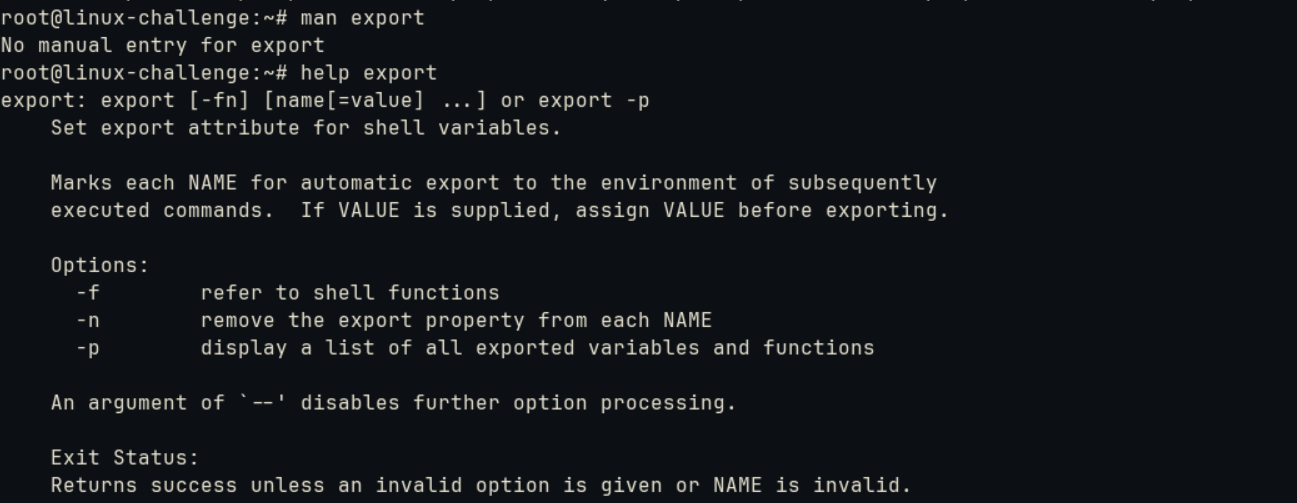 root@linux-challenge:~# man export
No manual entry for export
root@linux-challenge:~# help export
export: export [-fn] [name[=value] ...] or export -p
    Set export attribute for shell variables.

    Marks each NAME for automatic export to the environment of subsequently
    executed commands.  If VALUE is supplied, assign VALUE before exporting.

    Options:
      -f        refer to shell functions
      -n        remove the export property from each NAME
      -p        display a list of all exported variables and functions

    An argument of `--' disables further option processing.

    Exit Status:
    Returns success unless an invalid option is given or NAME is invalid.